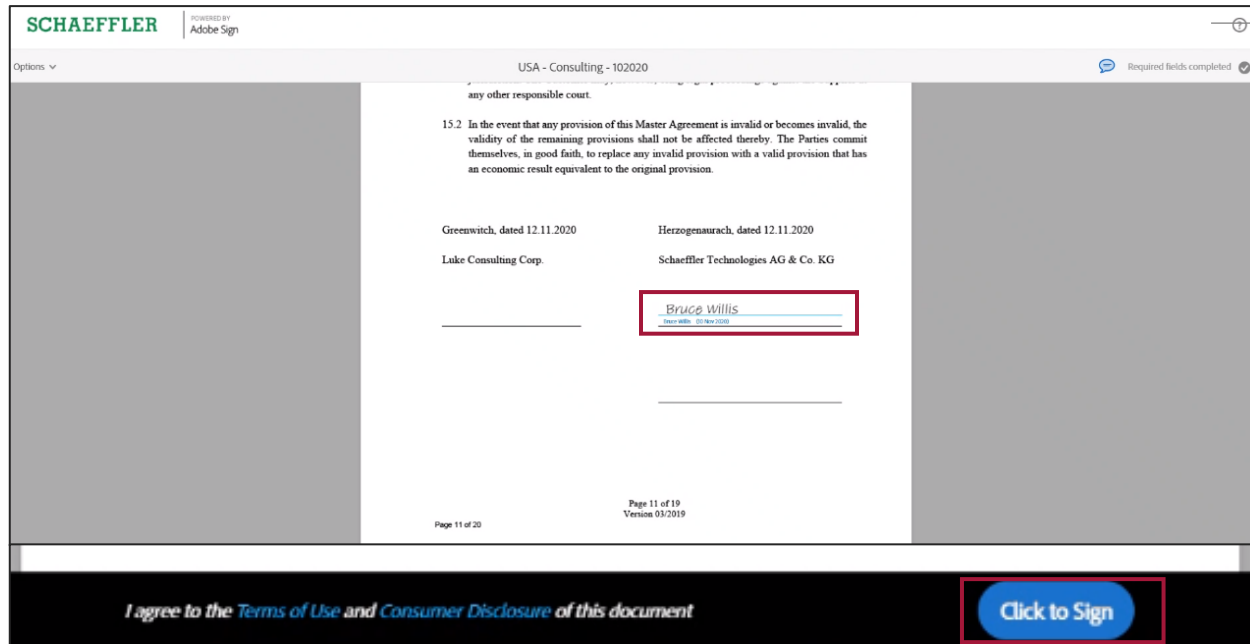 SCHAEFFLER
POWERED BY
Adobe Sign
Options
USA - Consulting - 102020
Required fields completed
any other responsible court.
15.2 In the event that any provision of this Master Agreement is invalid or becomes invalid, the
validity of the remaining provisions shall not be affected thereby. The Parties commit
themselves, in good faith, to replace any invalid provision with a valid provision that has
an economic result equivalent to the original provision.
Greenwitch, dated 12.11.2020
Herzogenaurach, dated 12.11.2020
Luke Consulting Corp.
Schaeffler Technologies AG & Co. KG
Bruce Willis
Bruce Willis (10 Nov 2020)
Page 11 of 19
Version 03/2019
Page 11 of 20
I agree to the Terms of Use and Consumer Disclosure of this document
Click to Sign